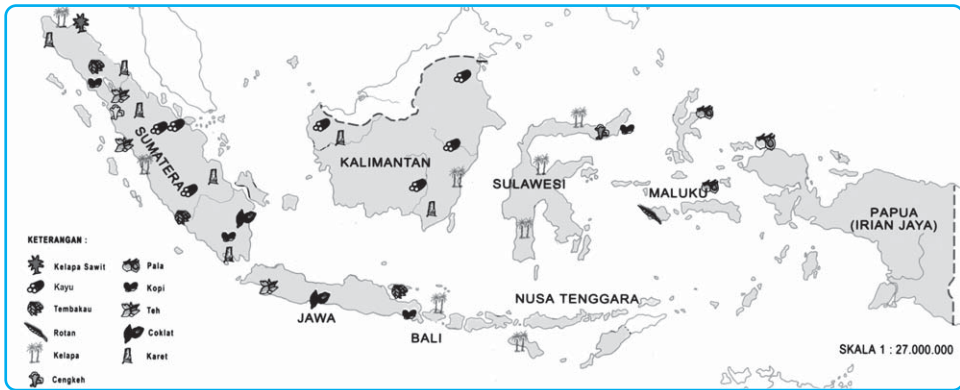 SUMATERA
KALIMANTAN
SULAWESI
MALUKU
PAPUA
(IRIAN JAYA)
JAWA
BALI
NUSA TENGGARA
KETERANGAN :
Kelapa Sawit
Pala
Kayu
Kopi
Tembakau
Teh
Rotan
Coklat
Kelapa
Karet
Cengkeh
SKALA 1 : 27.000.000